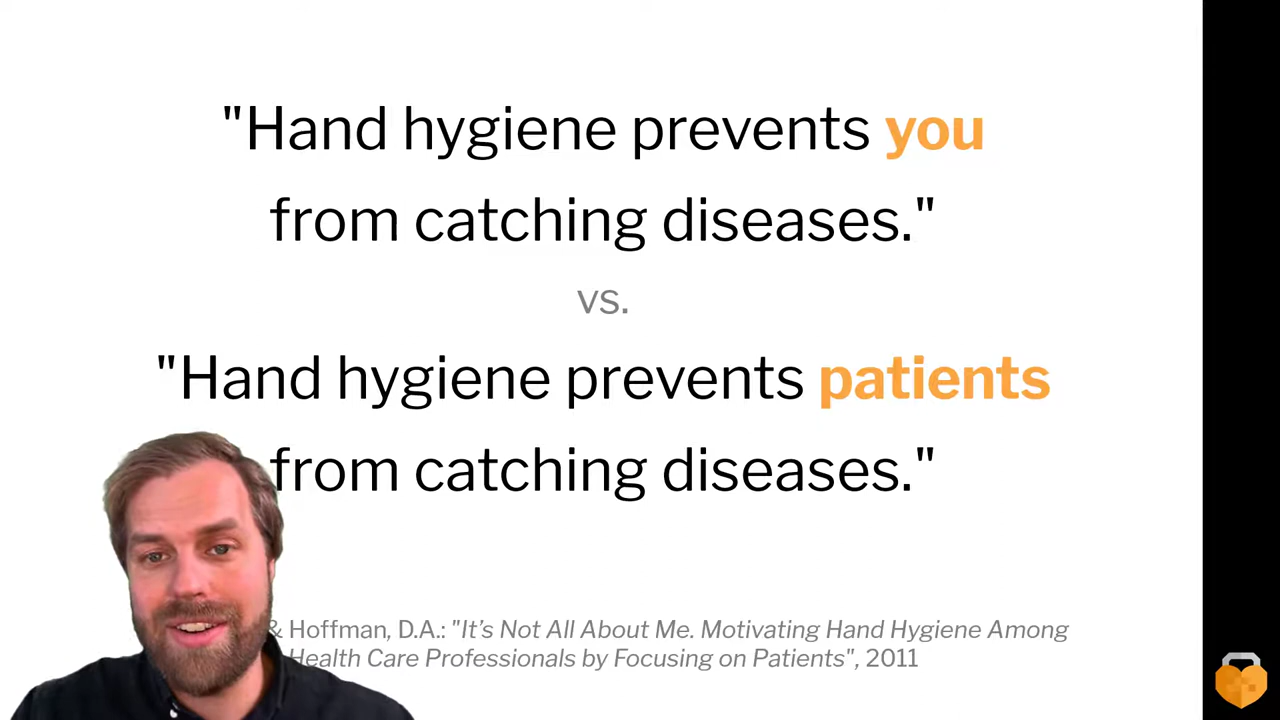 "Hand hygiene prevents you
from catching diseases."
vs.
"Hand hygiene prevents patients
from catching diseases."
& Hoffman, D.A.: "It's Not All About Me. Motivating Hand Hygiene Among
Health Care Professionals by Focusing on Patients", 2011